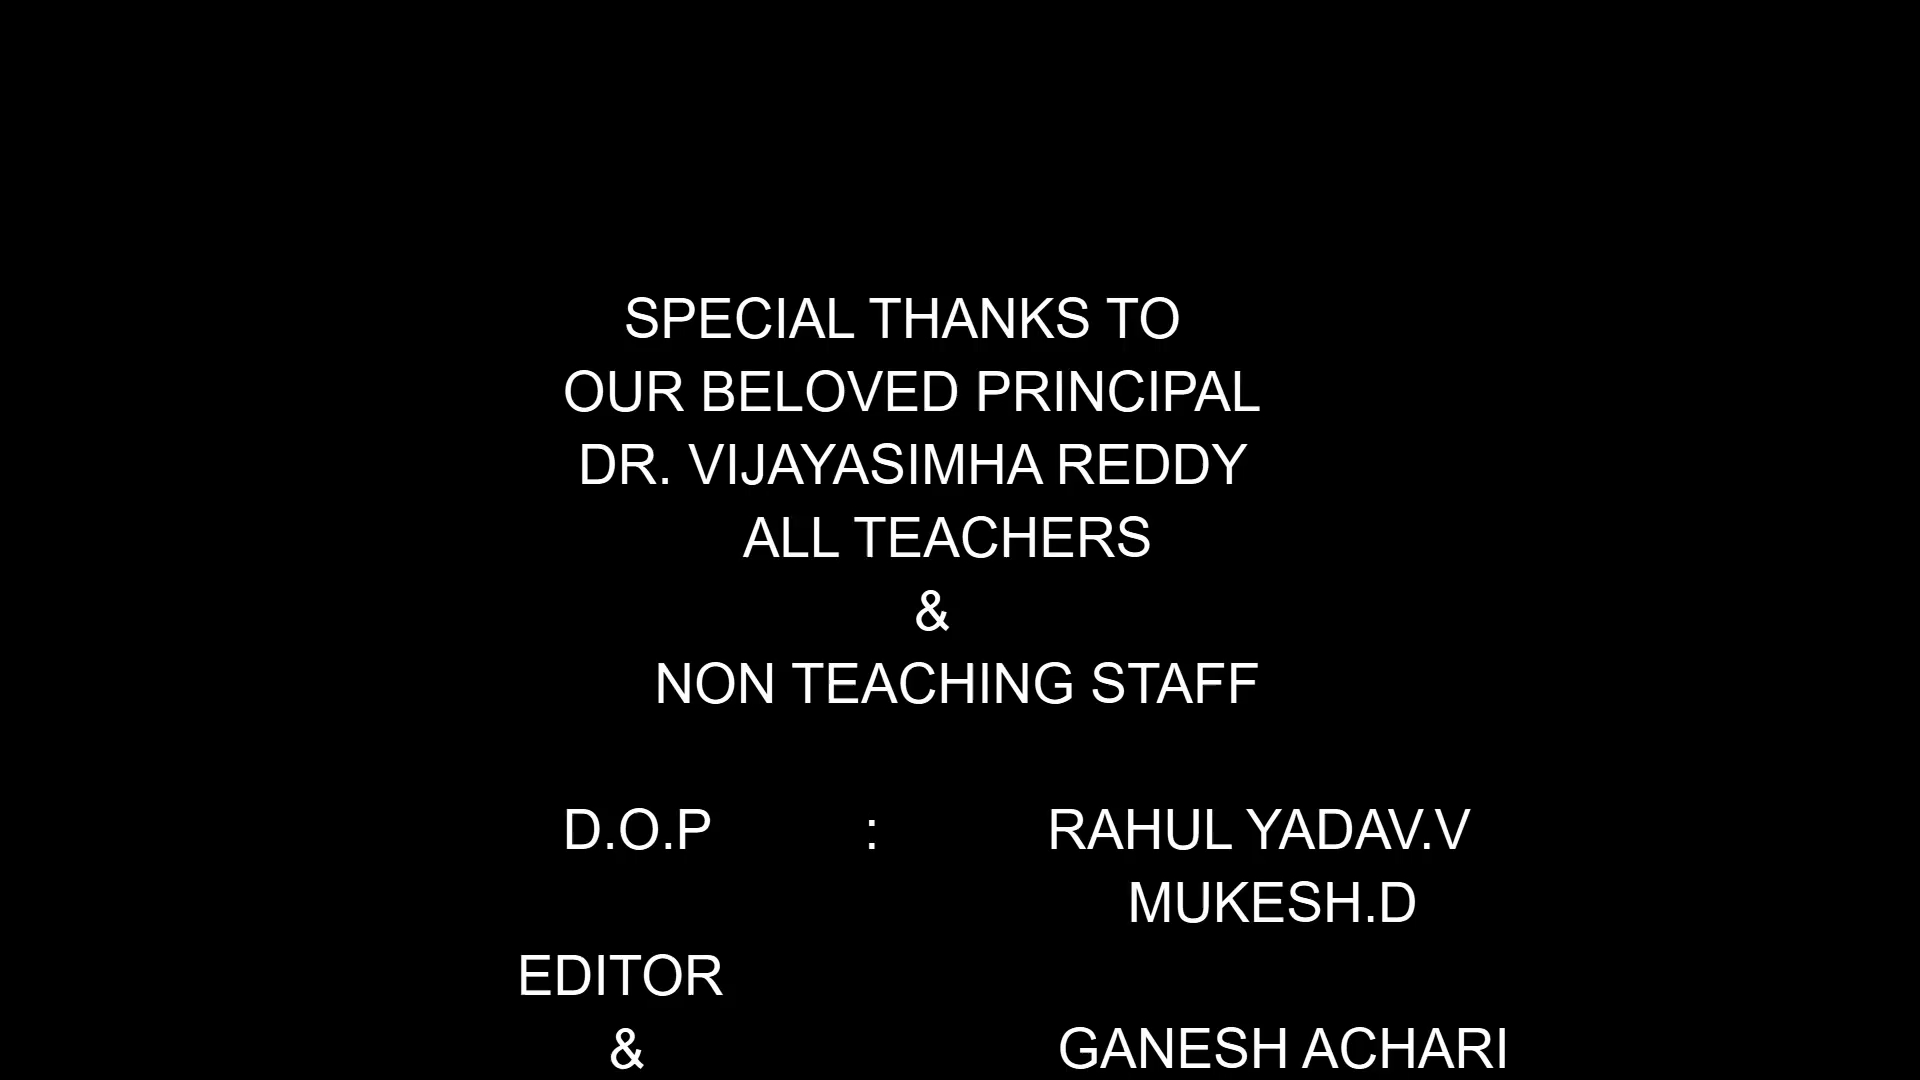 SPECIAL THANKS TO
OUR BELOVED PRINCIPAL
DR. VIJAYASIMHA REDDY
ALL TEACHERS
&
NON TEACHING STAFF
D.O.P : RAHUL YADAV.V
MUKESH.D
EDITOR
& GANESH ACHARI